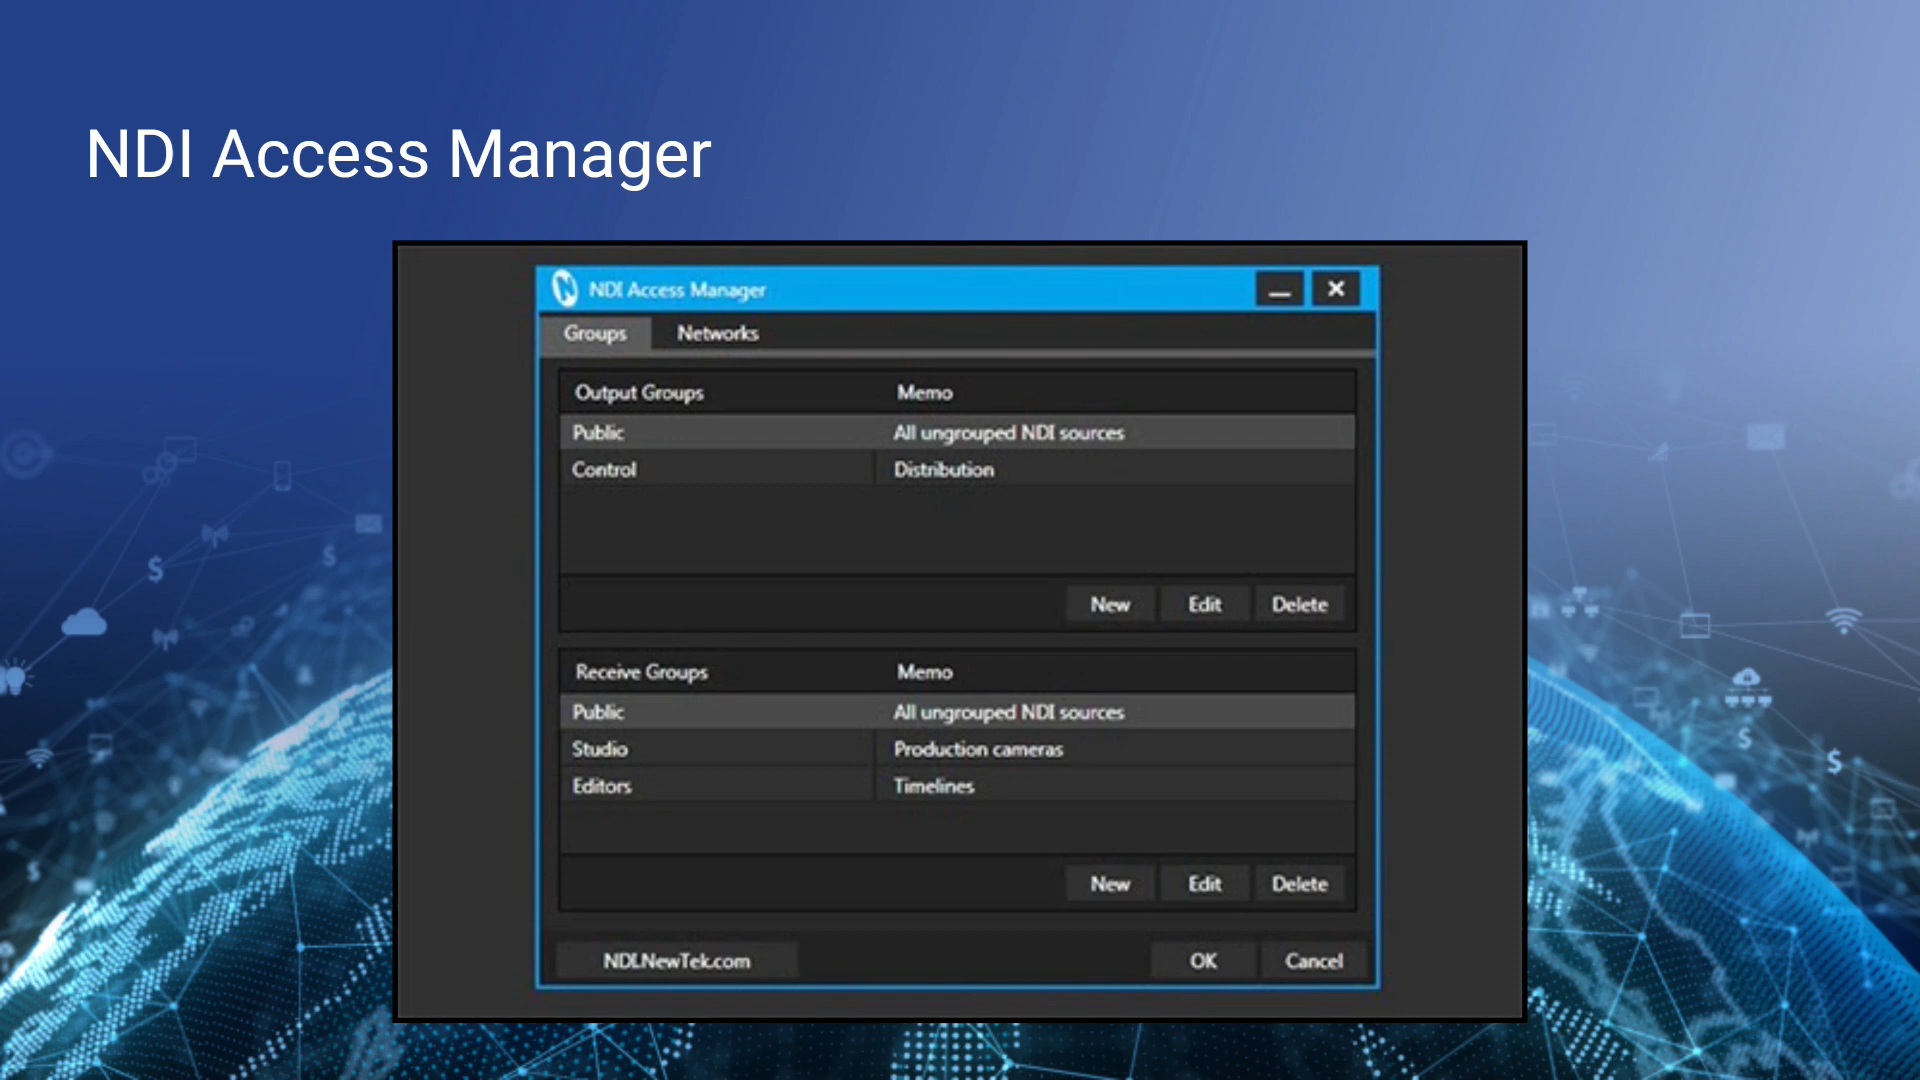 NDI Access Manager
NDI Access Manager
Groups Networks
Output Groups Memo
Public All ungrouped NDI sources
Control Distribution
New Edit Delete
Receive Groups Memo
Public All ungrouped NDI sources
Studio Production cameras
Editors Timelines
New Edit Delete
NDI.NewTek.com OK Cancel